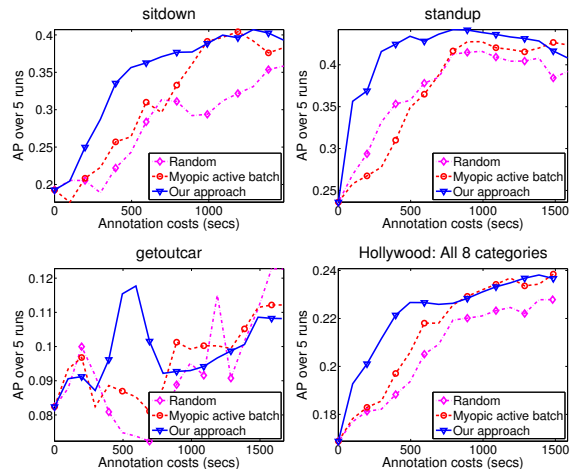 sitdown
AP over 5 runs
0.4
0.35
0.3
0.25
0.2
0 500 1000
Annotation costs (secs)
Random
Myopic active batch
Our approach
standup
AP over 5 runs
0.4
0.35
0.3
0.25
0 500 1000 1500
Annotation costs (secs)
Random
Myopic active batch
Our approach
getoutcar
AP over 5 runs
0.12
0.11
0.1
0.09
0.08
0 500 1000 1500
Annotation costs (secs)
Random
Myopic active batch
Our approach
Hollywood: All 8 categories
AP over 5 runs
0.24
0.22
0.2
0.18
0 500 1000 1500
Annotation costs (secs)
Random
Myopic active batch
Our approach